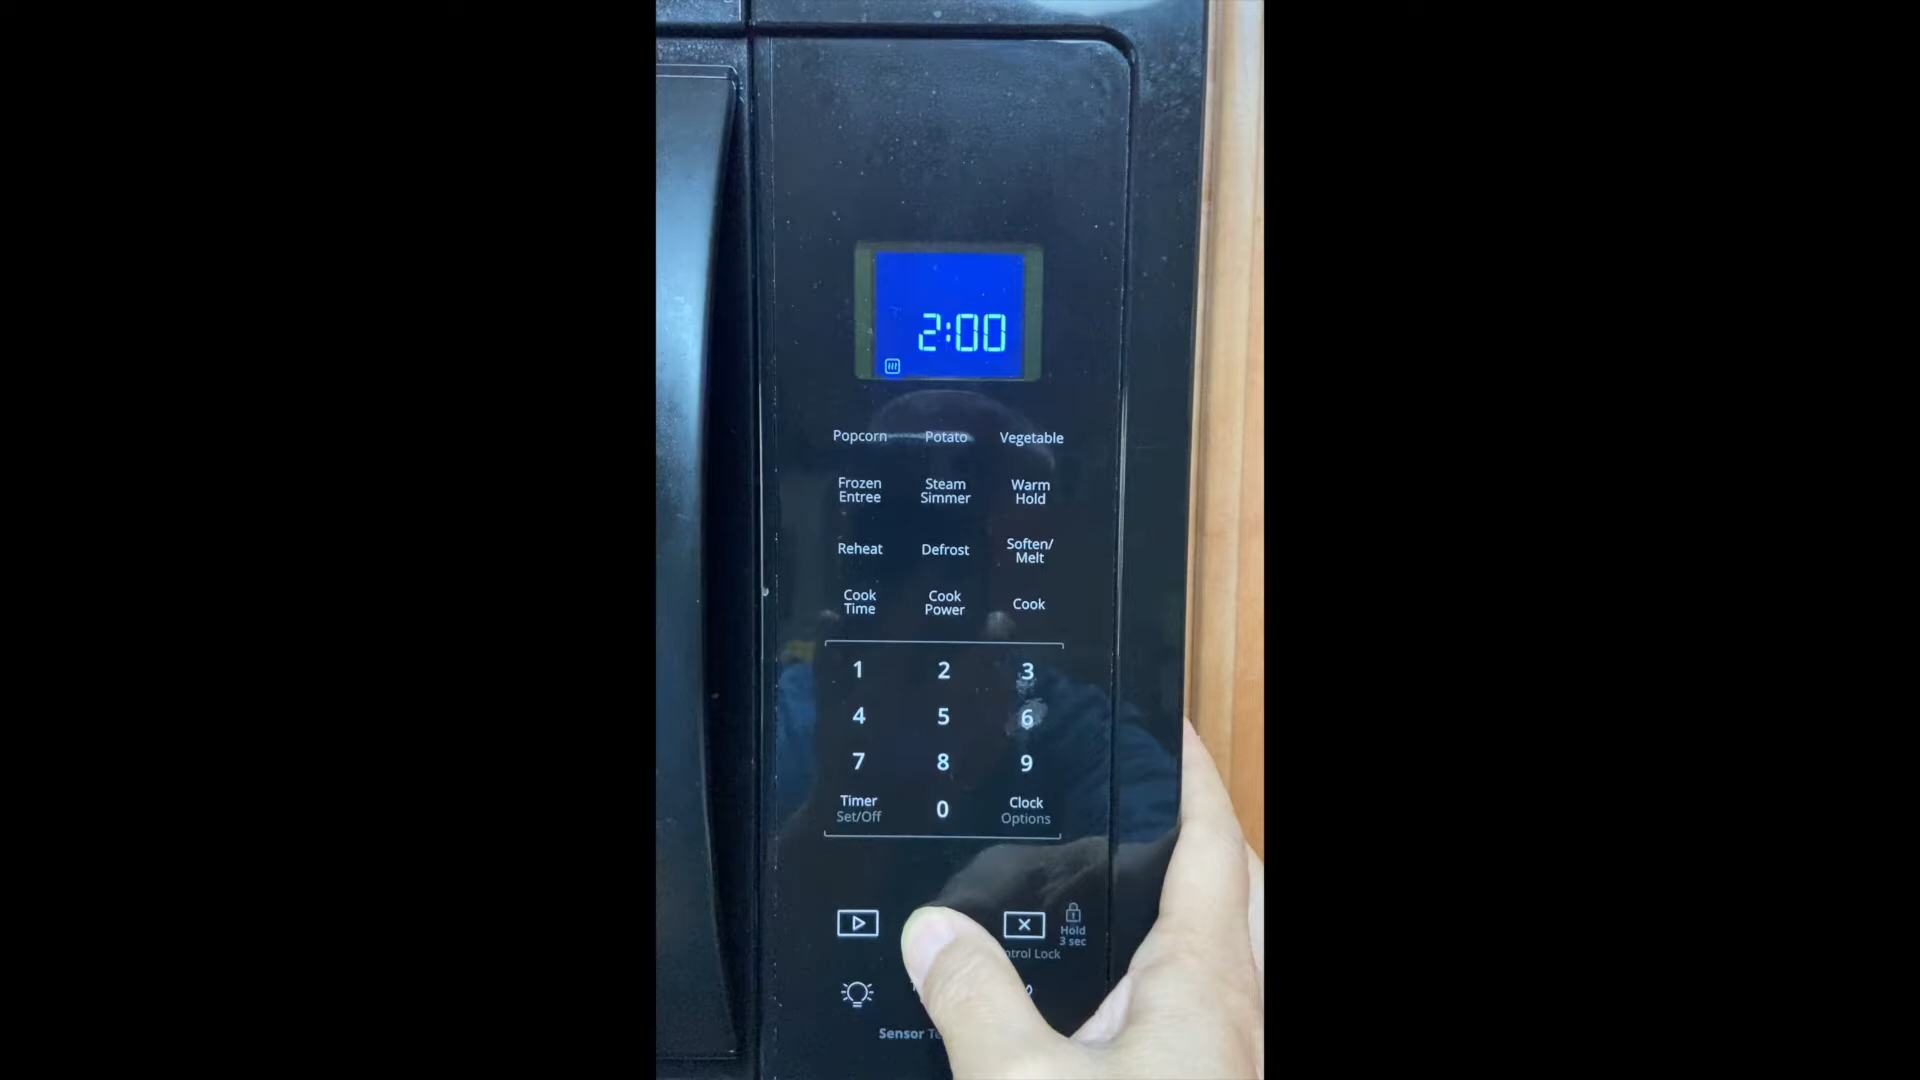 2:00
Popcorn Potato Vegetable
Frozen Entree
Steam Simmer
Warm Hold
Reheat Defrost Soften/ Melt
Cook Time
Cook Power
Cook
1 2 3
4 5 6
7 8 9
Timer Set/Off
0
Clock Options
Hold 3 sec
Lock
Sensor